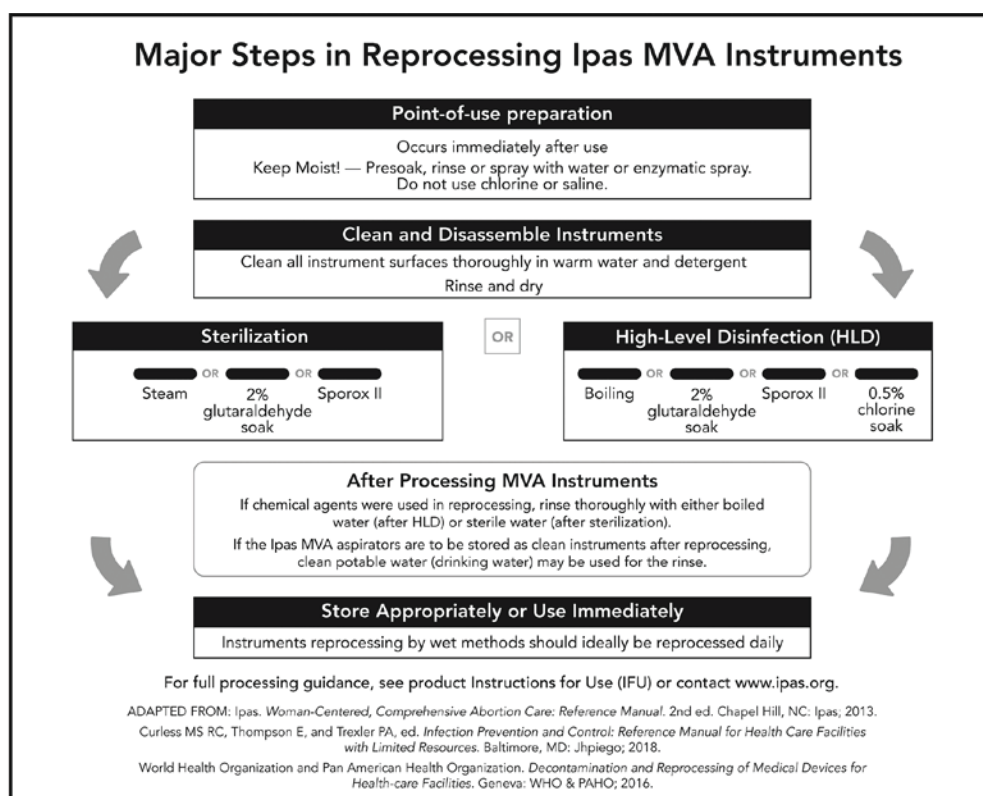 Major Steps in Reprocessing Ipas MVA Instruments
Point-of-use preparation
Occurs immediately after use
Keep Moist! — Presoak, rinse or spray with water or enzymatic spray.
Do not use chlorine or saline.
Clean and Disassemble Instruments
Clean all instrument surfaces thoroughly in warm water and detergent
Rinse and dry
Sterilization
OR OR
Steam
2%
glutaraldehyde
soak
Sporox II
OR
High-Level Disinfection (HLD)
OR OR OR
Boiling
2%
glutaraldehyde
soak
Sporox II
0.5%
chlorine
soak
After Processing MVA Instruments
If chemical agents were used in reprocessing, rinse thoroughly with either boiled
water (after HLD) or sterile water (after sterilization).
If the Ipas MVA aspirators are to be stored as clean instruments after reprocessing,
clean potable water (drinking water) may be used for the rinse.
Store Appropriately or Use Immediately
Instruments reprocessing by wet methods should ideally be reprocessed daily
For full processing guidance, see product Instructions for Use (IFU) or contact www.ipas.org.
ADAPTED FROM: Ipas. Woman-Centered, Comprehensive Abortion Care: Reference Manual. 2nd ed. Chapel Hill, NC: Ipas; 2013.
Curless MS RC, Thompson E, and Trexler PA, ed. Infection Prevention and Control: Reference Manual for Health Care Facilities
with Limited Resources. Baltimore, MD: Jhpiego; 2018.
World Health Organization and Pan American Health Organization. Decontamination and Reprocessing of Medical Devices for
Health-care Facilities. Geneva: WHO & PAHO; 2016.